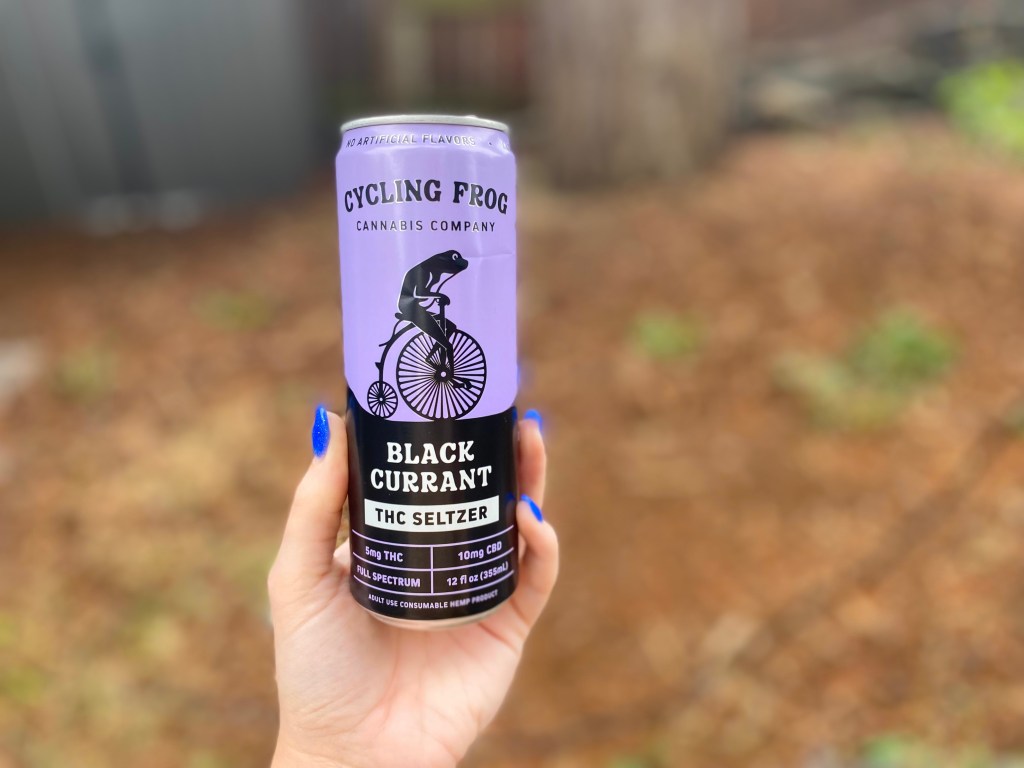 NO ARTIFICIAL FLAVORS
CYCLING FROG
CANNABIS COMPANY
BLACK
CURRANT
THC SELTZER
5mg THC
10mg CBD
FULL SPECTRUM
12 fl oz (355mL)
ADULT USE CONSUMABLE HEMP PRODUCT